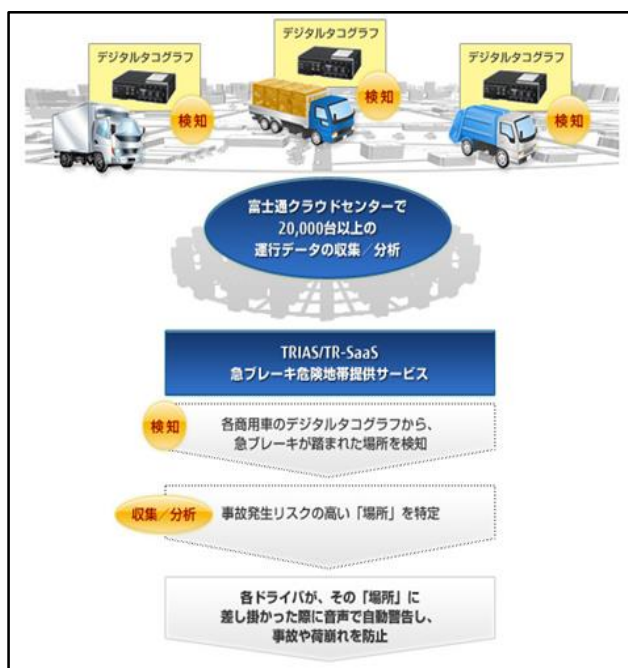 デジタルタコグラフ
デジタルタコグラフ
デジタルタコグラフ
検知
検知
検知
富士通クラウドセンターで
20,000台以上の
運行データの収集／分析
TRIAS/TR-SaaS
急ブレーキ危険地帯提供サービス
検知
各商用車のデジタルタコグラフから、
急ブレーキが踏まれた場所を検知
収集／分析
事故発生リスクの高い「場所」を特定
各ドライバが、その「場所」に
差し掛かった際に音声で自動警告し、
事故や荷崩れを防止